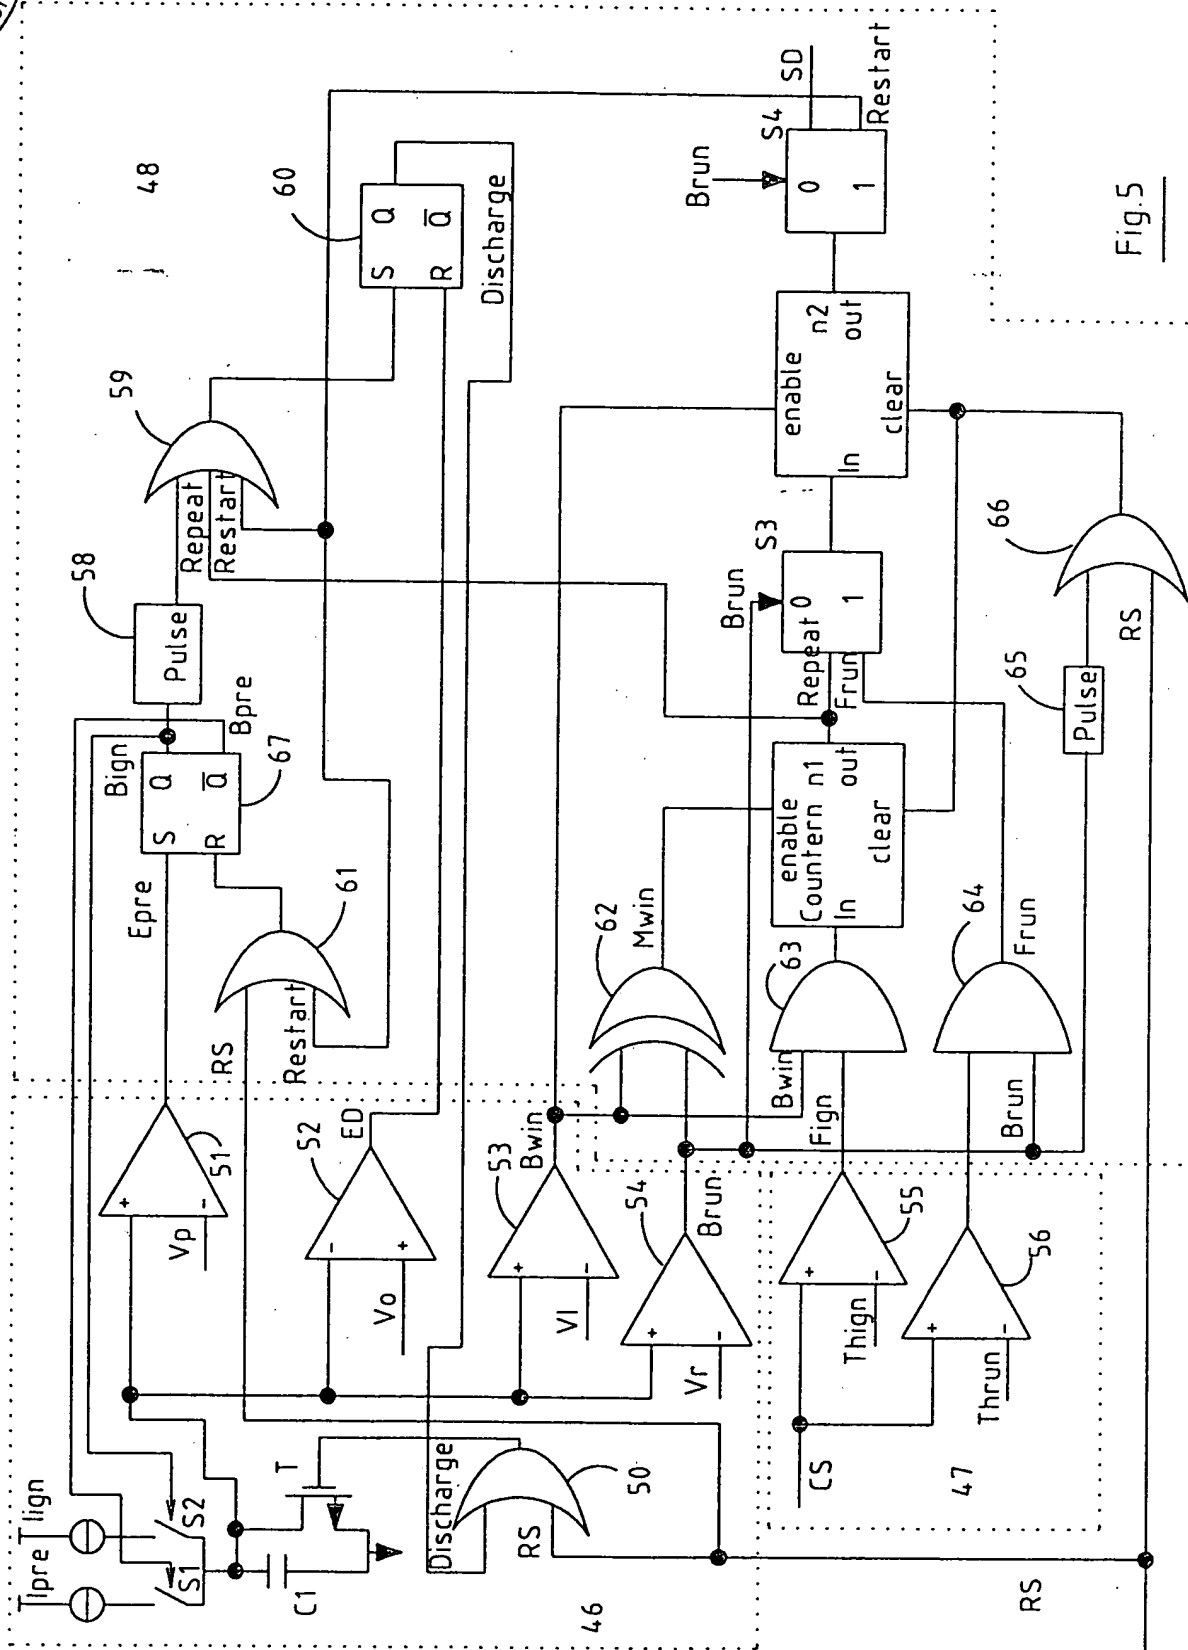 Ipre
Iign
S1
S2
C1
T
Discharge
RS
50
46
RS
CS
47
Vp
+
-
51
Vo
-
+
52
ED
Vl
+
-
53
Bwin
Vr
+
-
54
Brun
Thign
+
-
55
Thrun
+
-
56
Epre
Bign
S Q
R Q
Bpre
67
RS
Restart
61
Pulse
58
Repeat
Restart
59
48
60
S Q
R Q
Discharge
62
Mwin
Bwin
Fign
63
Brun
64
Frun
enable
Countern n1
In out
clear
Repeat
Frun
Brun
S3
0
1
enable
n2
In out
clear
Brun
S4
0
1
SD
Restart
Pulse
65
RS
66
Fig.5